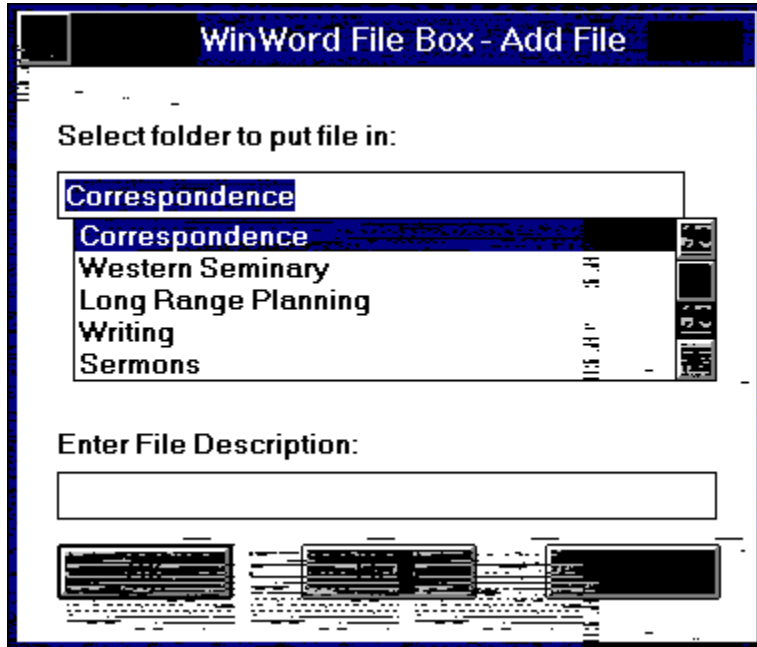 WinWord File Box - Add File
Select folder to put file in:
Correspondence
Correspondence
Western Seminary
Long Range Planning
Writing
Sermons
Enter File Description: